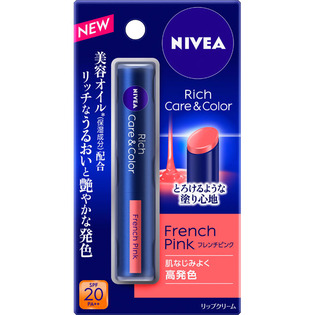 NEW
NIVEA
Rich
Care & Color
美容オイル(保湿成分)配合
リッチなうるおいと艶やかな発色
NIVEA
Rich
Care & Color
French Pink
とろけるような
塗り心地
French
Pink フレンチピンク
肌なじみよく
高発色
SPF
20
PA++
リップクリーム